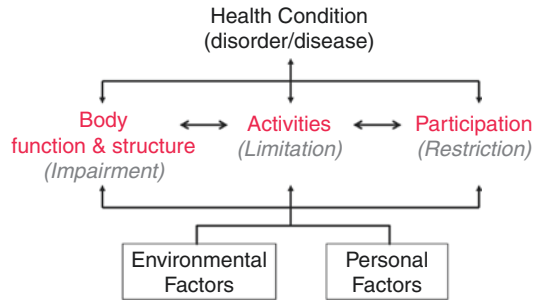 Health Condition
(disorder/disease)
Body
function & structure
(Impairment)
Activities
(Limitation)
Participation
(Restriction)
Environmental
Factors
Personal
Factors